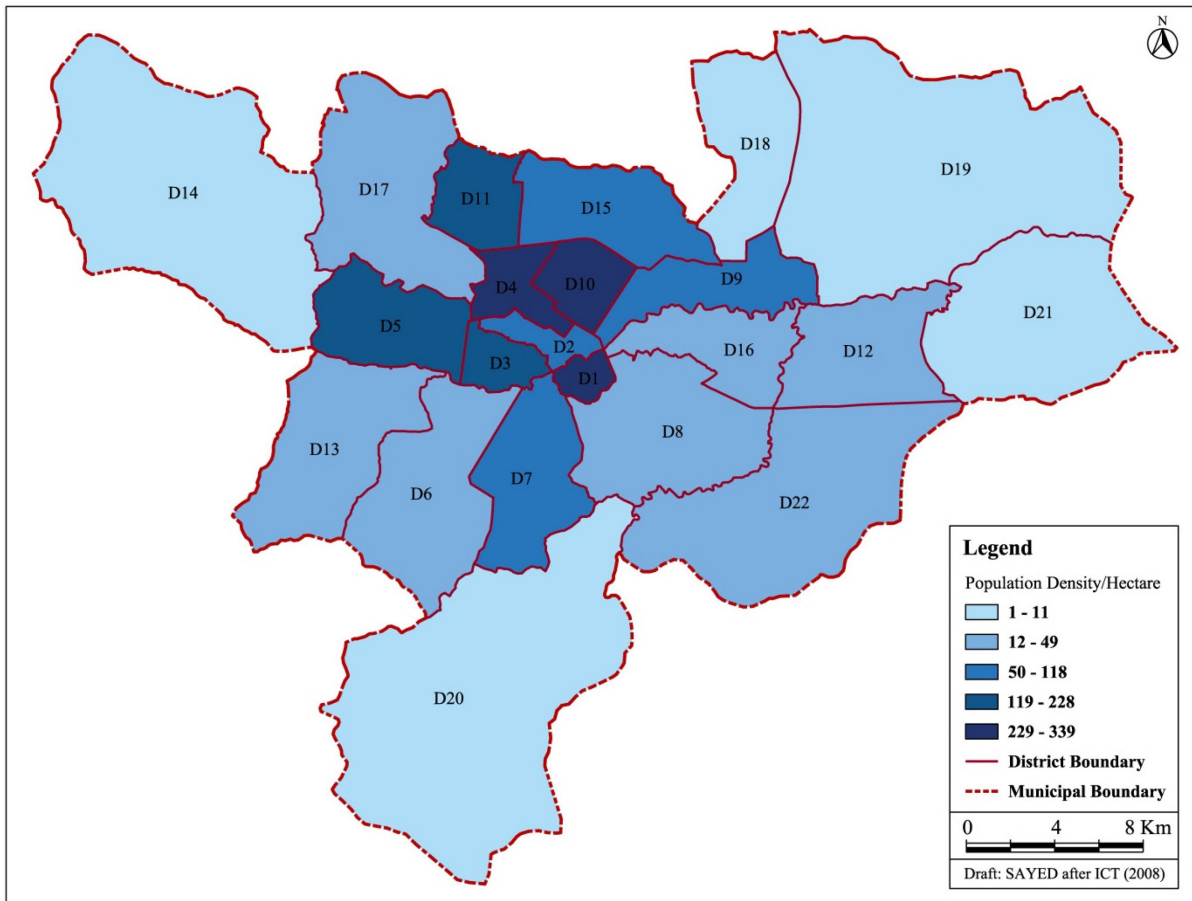 N
D18
D14
D17
D11
D15
D19
D9
D4
D10
D21
D5
D2
D16
D12
D3
D1
D8
D13
D6
D7
D22
D20
Legend
Population Density/Hectare
1 - 11
12 - 49
50 - 118
119 - 228
229 - 339
District Boundary
Municipal Boundary
0 4 8 Km
Draft: SAYED after ICT (2008)